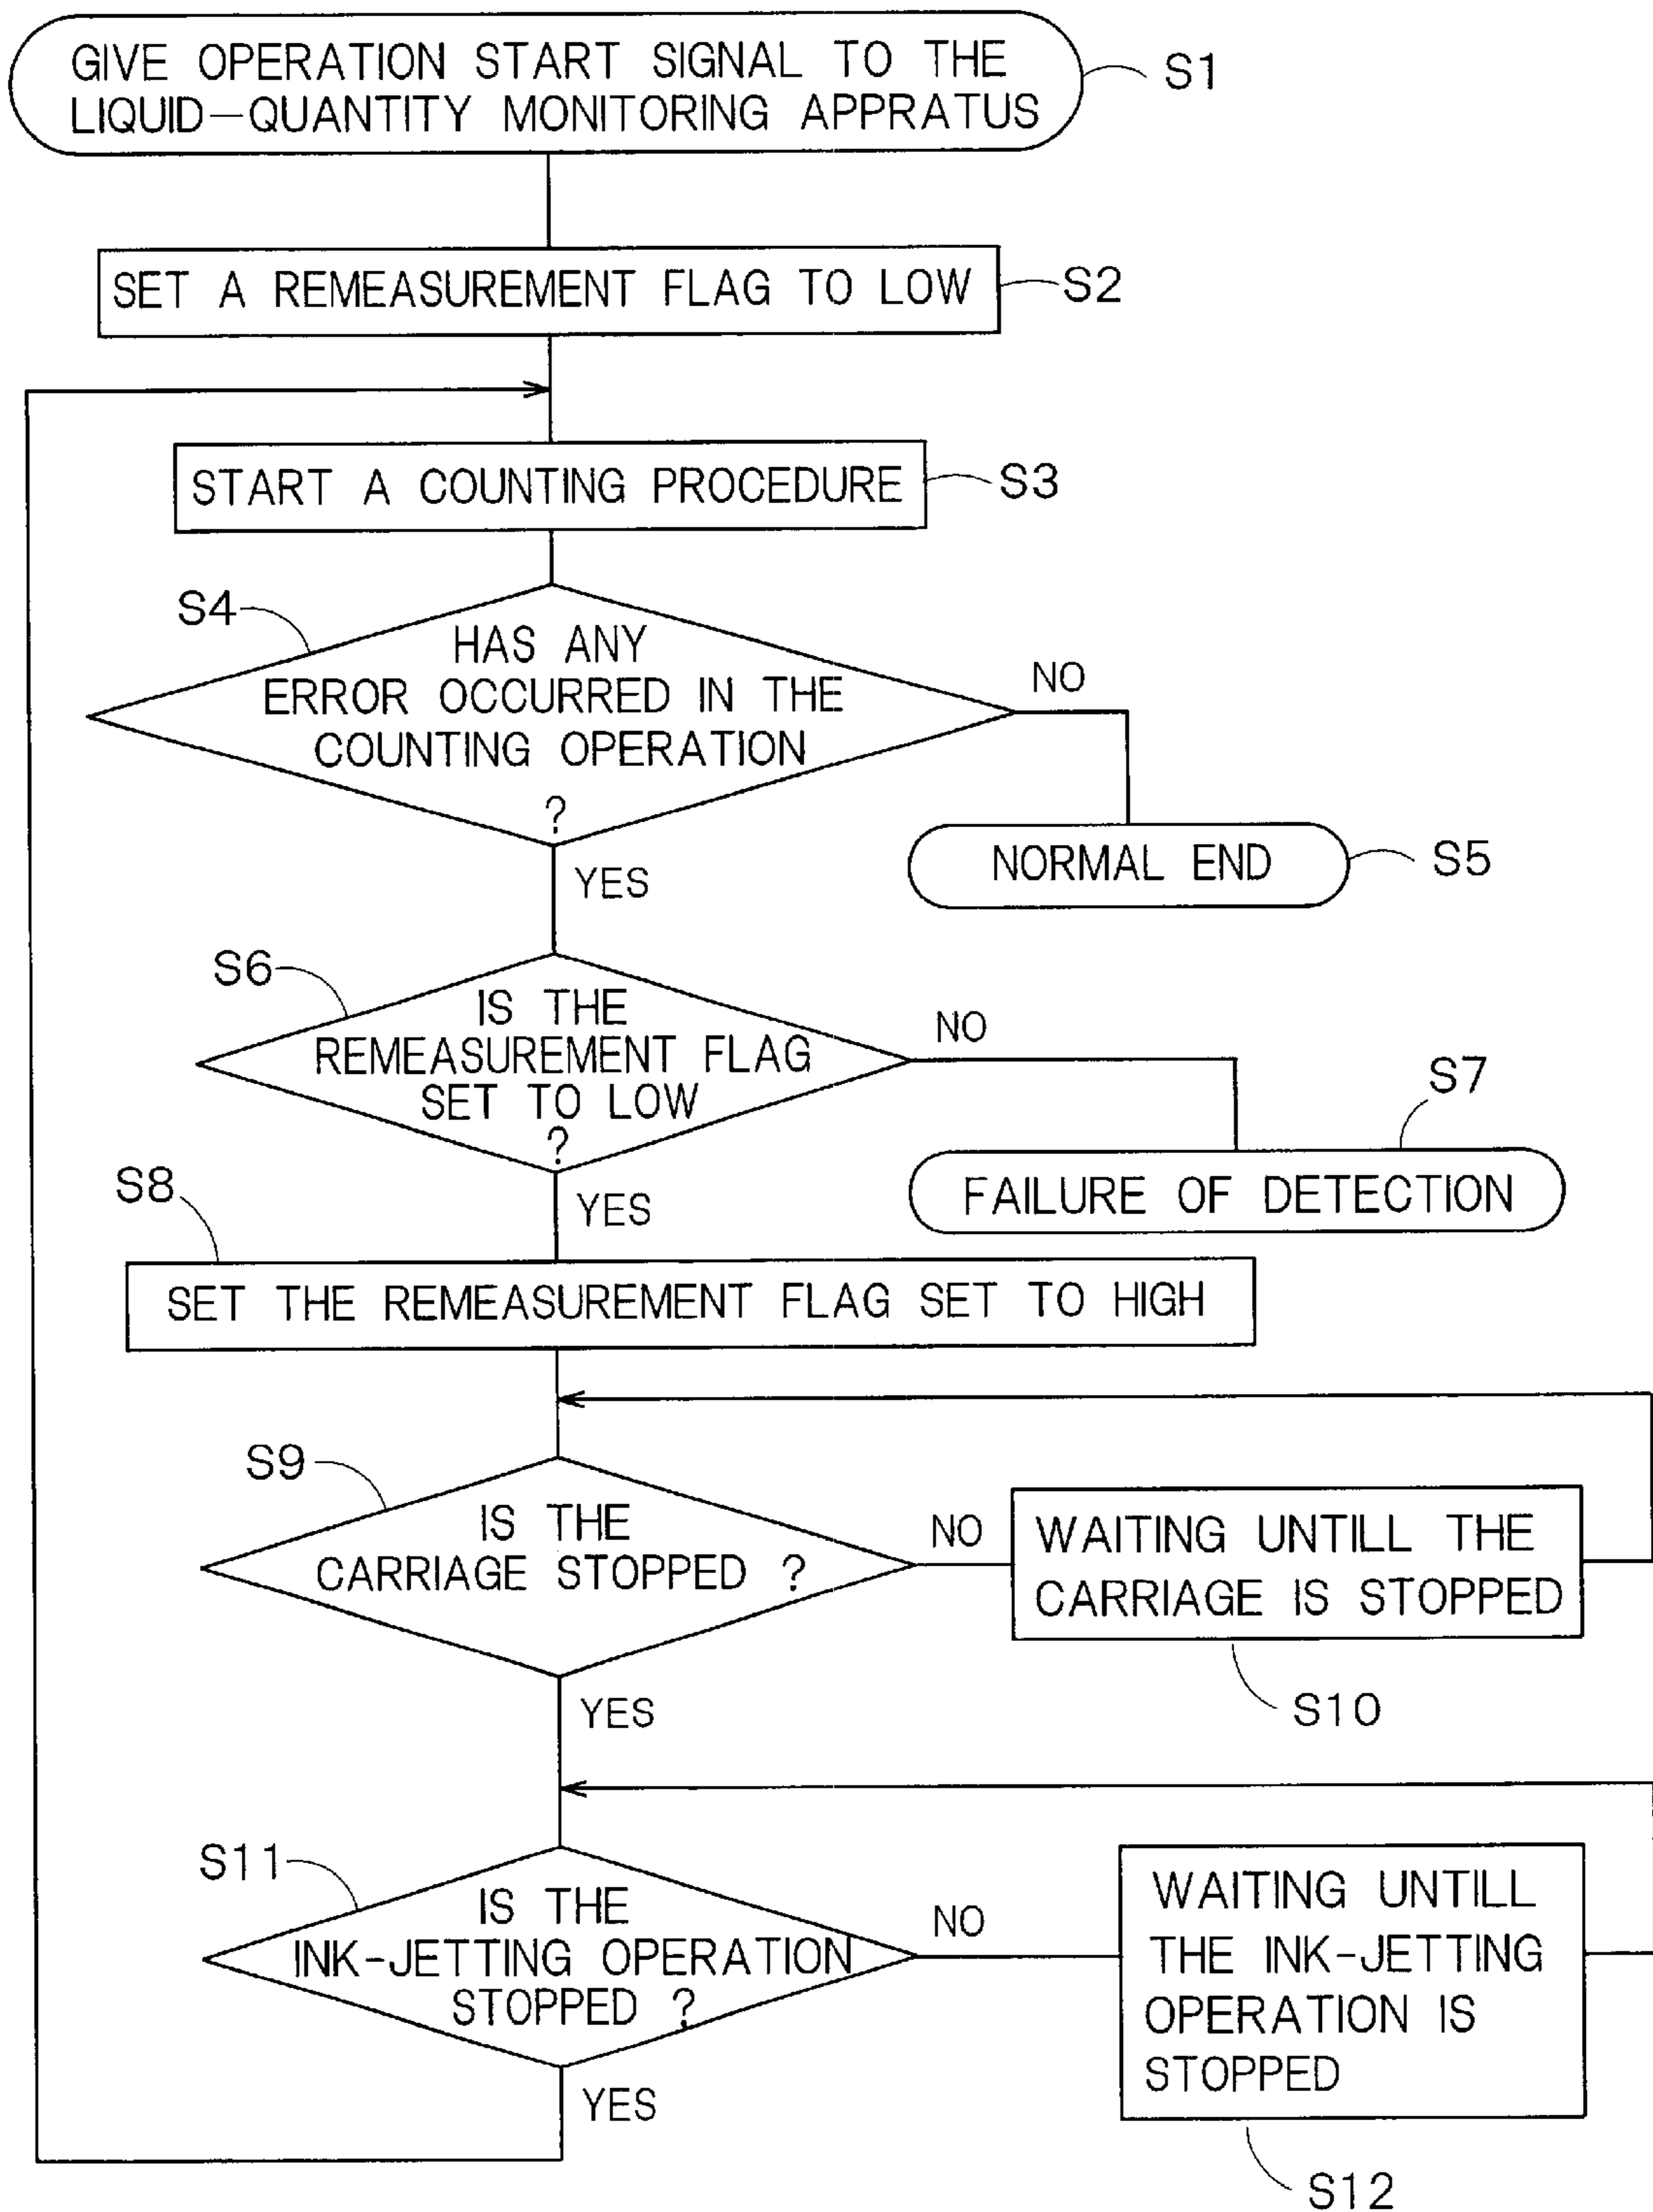 GIVE OPERATION START SIGNAL TO THE
LIQUID-QUANTITY MONITORING APPRATUS
S1
SET A REMEASUREMENT FLAG TO LOW
S2
START A COUNTING PROCEDURE
S3
S4
HAS ANY
ERROR OCCURRED IN THE
COUNTING OPERATION
?
NO
YES
NORMAL END
S5
S6
IS THE
REMEASUREMENT FLAG
SET TO LOW
?
NO
YES
S7
FAILURE OF DETECTION
S8
SET THE REMEASUREMENT FLAG SET TO HIGH
S9
IS THE
CARRIAGE STOPPED ?
NO
YES
WAITING UNTILL THE
CARRIAGE IS STOPPED
S10
S11
IS THE
INK-JETTING OPERATION
STOPPED ?
NO
YES
WAITING UNTILL
THE INK-JETTING
OPERATION IS
STOPPED
S12